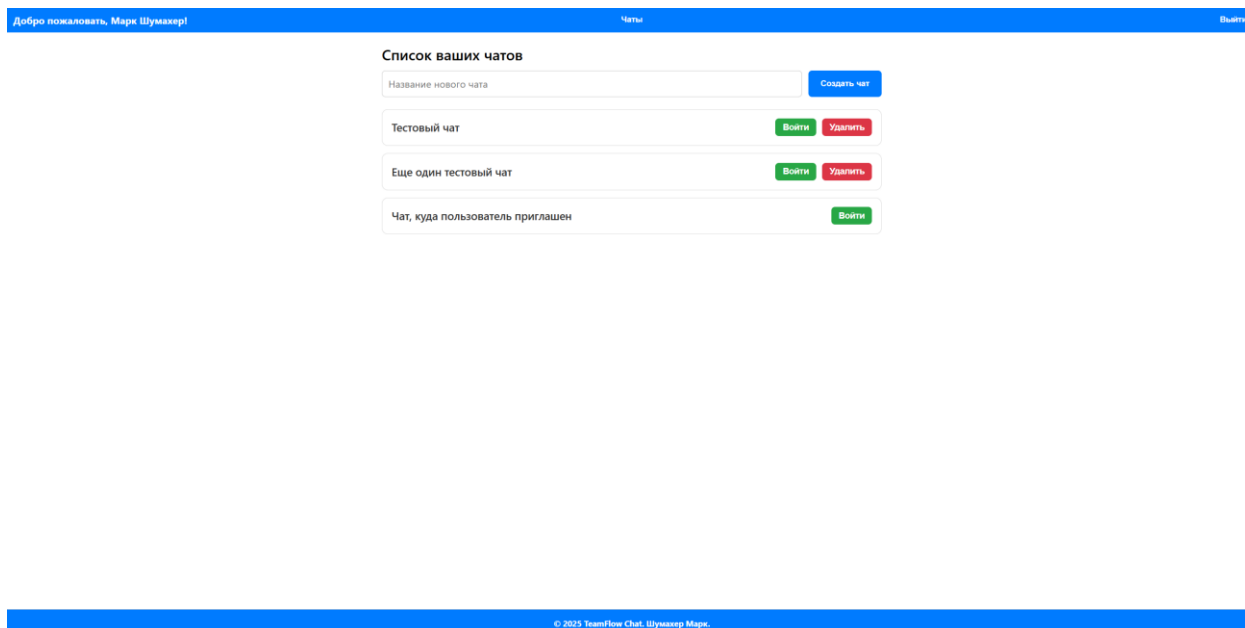 Добро пожаловать, Марк Шумахер! Чаты Выйти
Список ваших чатов
Название нового чата Создать чат
Тестовый чат Войти Удалить
Еще один тестовый чат Войти Удалить
Чат, куда пользователь приглашен Войти
© 2025 TeamFlow Chat. Шумахер Марк.